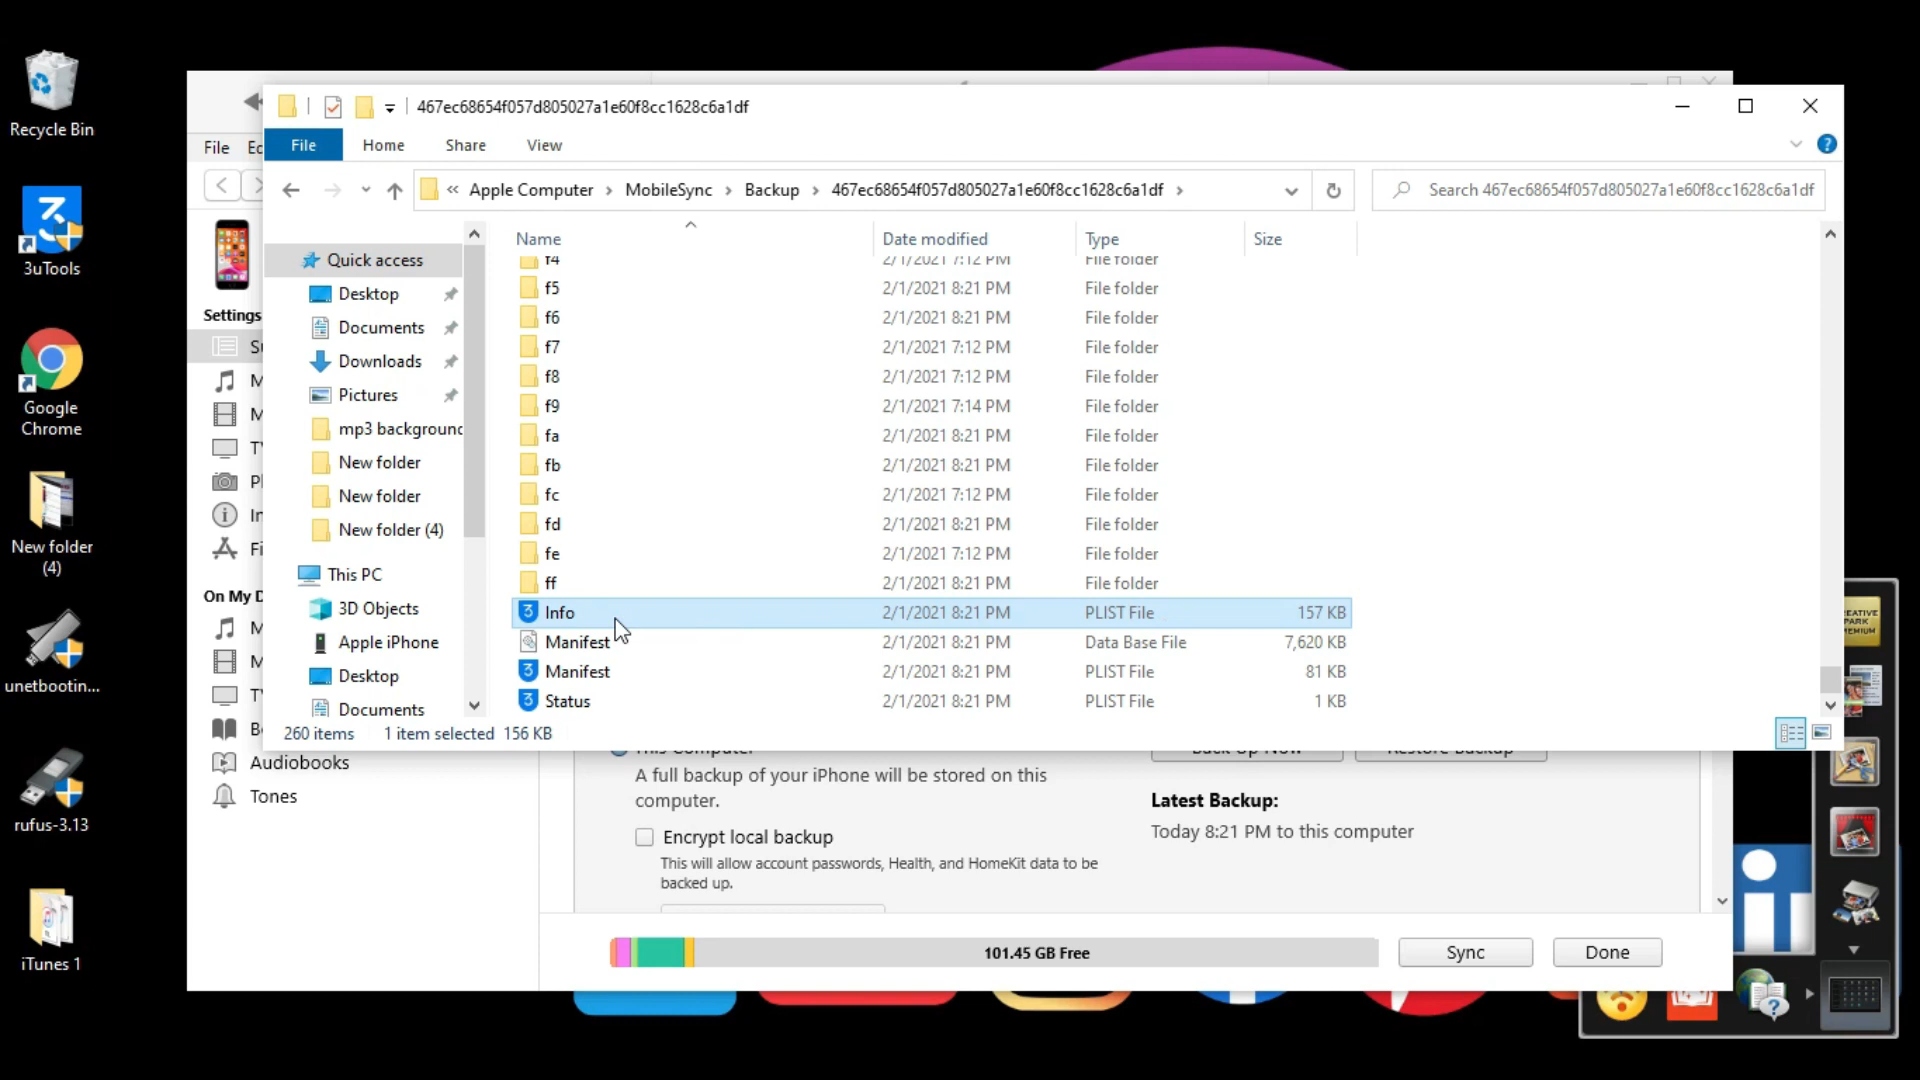 Recycle Bin
3uTools
Google
Chrome
New folder
(4)
unetbootin...
rufus-3.13
iTunes 1
467ec68654f057d805027a1e60f8cc1628c6a1df
File
File Home Share View
« Apple Computer › MobileSync › Backup › 467ec68654f057d805027a1e60f8cc1628c6a1df ›
Search 467ec68654f057d805027a1e60f8cc1628c6a1df
Settings
On My D
Audiobooks
Tones
Quick access
Desktop
Documents
Downloads
Pictures
mp3 background
New folder
New folder
New folder (4)
This PC
3D Objects
Apple iPhone
Desktop
Documents
Name Date modified Type Size
f4 2/1/2021 7:12 PM File folder
f5 2/1/2021 8:21 PM File folder
f6 2/1/2021 8:21 PM File folder
f7 2/1/2021 7:12 PM File folder
f8 2/1/2021 7:12 PM File folder
f9 2/1/2021 7:14 PM File folder
fa 2/1/2021 8:21 PM File folder
fb 2/1/2021 8:21 PM File folder
fc 2/1/2021 7:12 PM File folder
fd 2/1/2021 8:21 PM File folder
fe 2/1/2021 7:12 PM File folder
ff 2/1/2021 8:21 PM File folder
Info 2/1/2021 8:21 PM PLIST File 157 KB
Manifest 2/1/2021 8:21 PM Data Base File 7,620 KB
Manifest 2/1/2021 8:21 PM PLIST File 81 KB
Status 2/1/2021 8:21 PM PLIST File 1 KB
260 items 1 item selected 156 KB
This Computer
A full backup of your iPhone will be stored on this
computer.
Encrypt local backup
This will allow account passwords, Health, and HomeKit data to be
backed up.
Back Up Now Restore Backup
Latest Backup:
Today 8:21 PM to this computer
101.45 GB Free
Sync
Done
EATIVE
PARK
EMIUM
it